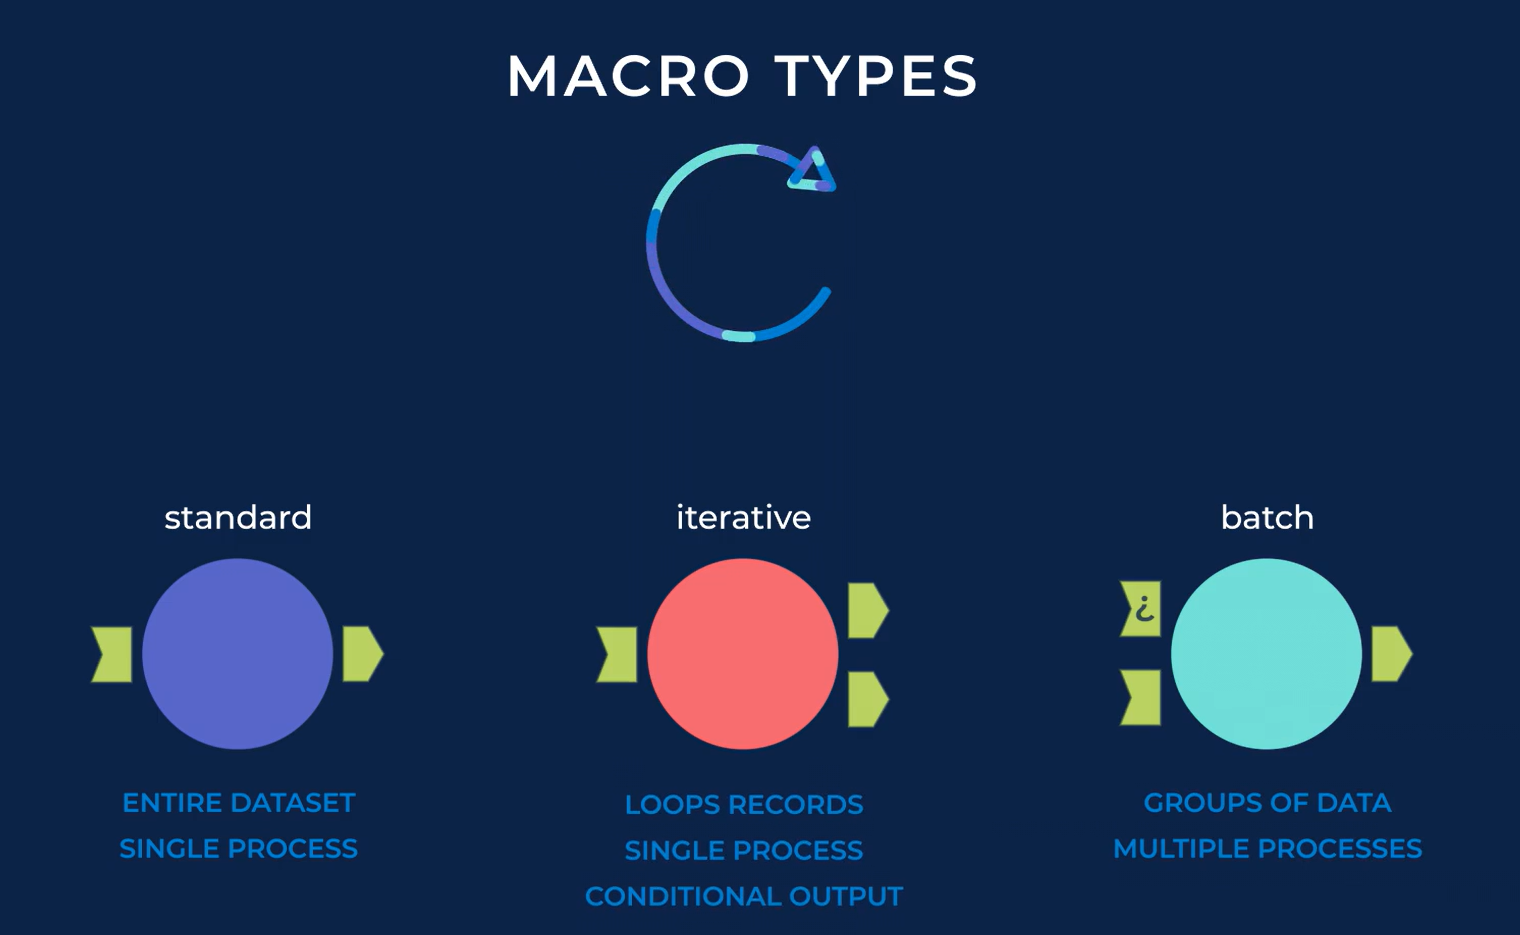 MACRO TYPES
standard
ENTIRE DATASET
SINGLE PROCESS
iterative
LOOPS RECORDS
SINGLE PROCESS
CONDITIONAL OUTPUT
batch
¿
GROUPS OF DATA
MULTIPLE PROCESSES